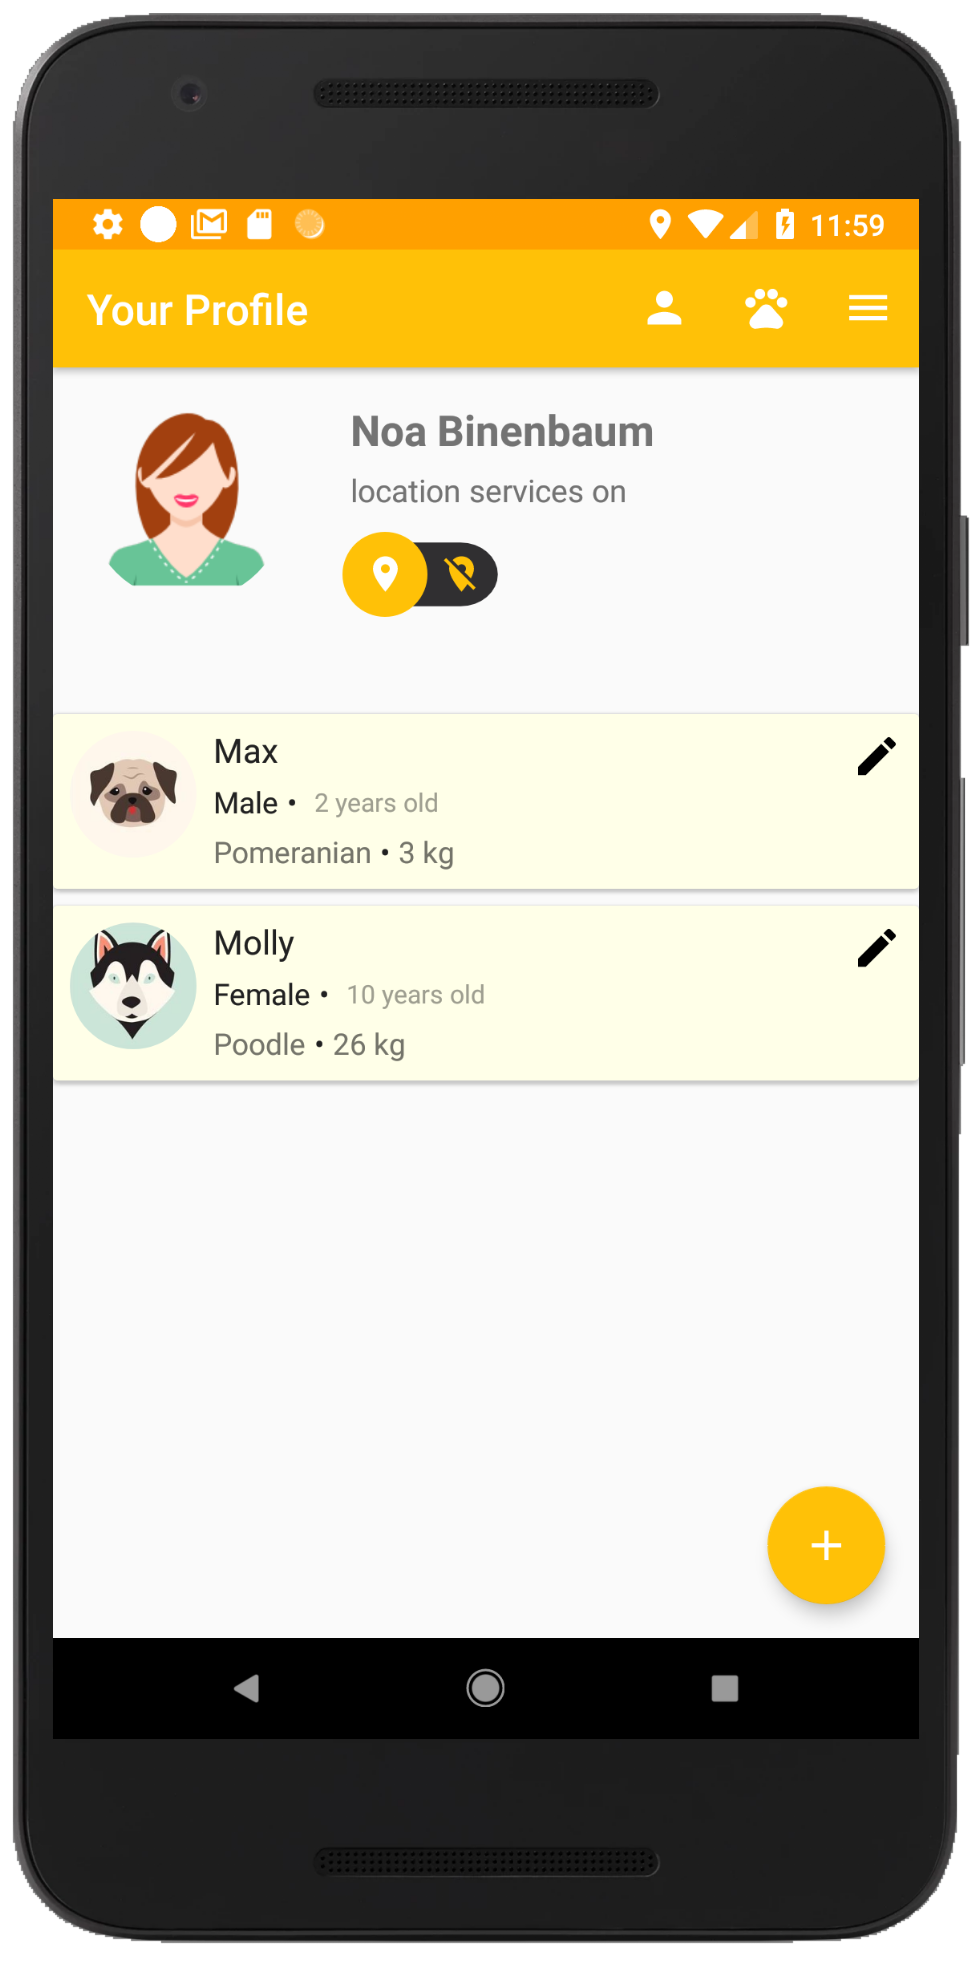 11:59
Your Profile
Noa Binenbaum
location services on
Max
Male • 2 years old
Pomeranian • 3 kg
Molly
Female • 10 years old
Poodle • 26 kg